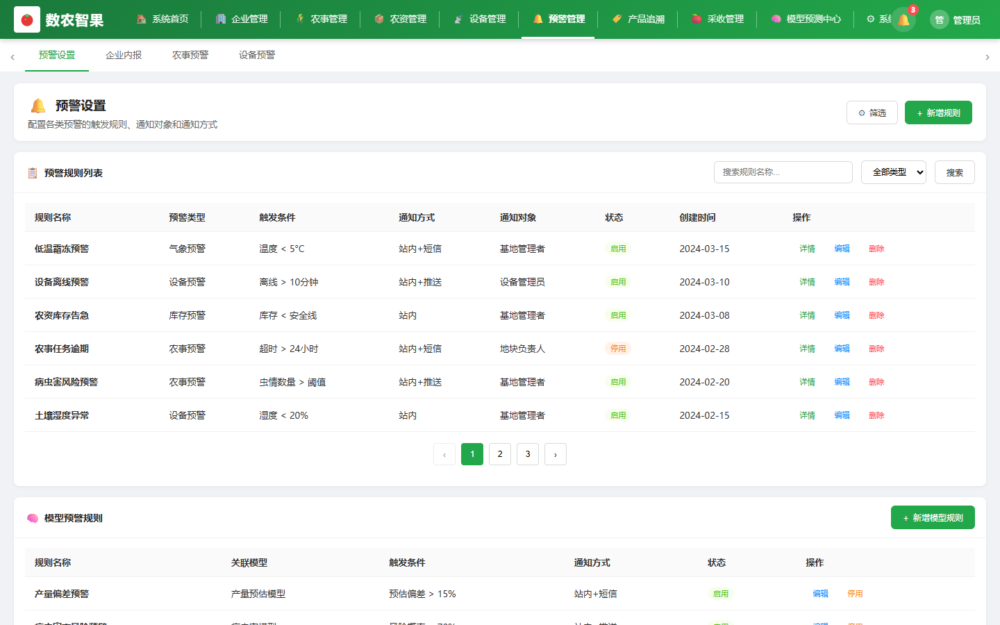 数农智果
系统首页
企业管理
农事管理
农资管理
设备管理
预警管理
产品追溯
采收管理
模型预测中心
系统
3
管
管理员
‹ 预警设置 企业内报 农事预警 设备预警 ›
预警设置
配置各类预警的触发规则、通知对象和通知方式
筛选
+ 新增规则
预警规则列表
搜索规则名称...
全部类型
搜索
规则名称 预警类型 触发条件 通知方式 通知对象 状态 创建时间 操作
低温霜冻预警 气象预警 温度 < 5°C 站内+短信 基地管理者 启用 2024-03-15 详情 编辑 删除
设备离线预警 设备预警 离线 > 10分钟 站内+推送 设备管理员 启用 2024-03-10 详情 编辑 删除
农资库存告急 库存预警 库存 < 安全线 站内 基地管理者 启用 2024-03-08 详情 编辑 删除
农事任务逾期 农事预警 超时 > 24小时 站内+短信 地块负责人 停用 2024-02-28 详情 编辑 删除
病虫害风险预警 农事预警 虫情数量 > 阈值 站内+推送 基地管理者 启用 2024-02-20 详情 编辑 删除
土壤湿度异常 设备预警 湿度 < 20% 站内 基地管理者 启用 2024-02-15 详情 编辑 删除
‹ 1 2 3 ›
模型预警规则
+ 新增模型规则
规则名称 关联模型 触发条件 通知方式 状态 操作
产量偏差预警 产量预估模型 预估偏差 > 15% 站内+短信 启用 编辑 停用